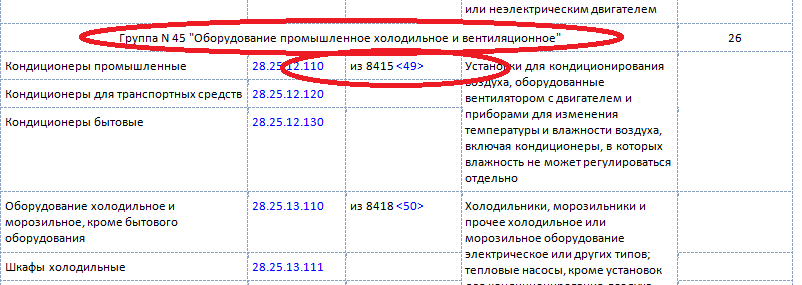 или неэлектрическим двигателем
Группа N 45 "Оборудование промышленное холодильное и вентиляционное"
26
Кондиционеры промышленные
28.25.12.110
из 8415 <49>
Установки для кондиционирования
воздуха, оборудованные
вентилятором с двигателем и
приборами для изменения
температуры и влажности воздуха,
включая кондиционеры, в которых
влажность не может регулироваться
отдельно
Кондиционеры для транспортных средств
28.25.12.120
Кондиционеры бытовые
28.25.12.130
Оборудование холодильное и
морозильное, кроме бытового
оборудования
28.25.13.110
из 8418 <50>
Холодильники, морозильники и
прочее холодильное или
морозильное оборудование
электрическое или других типов;
тепловые насосы, кроме установок
Шкафы холодильные
28.25.13.111